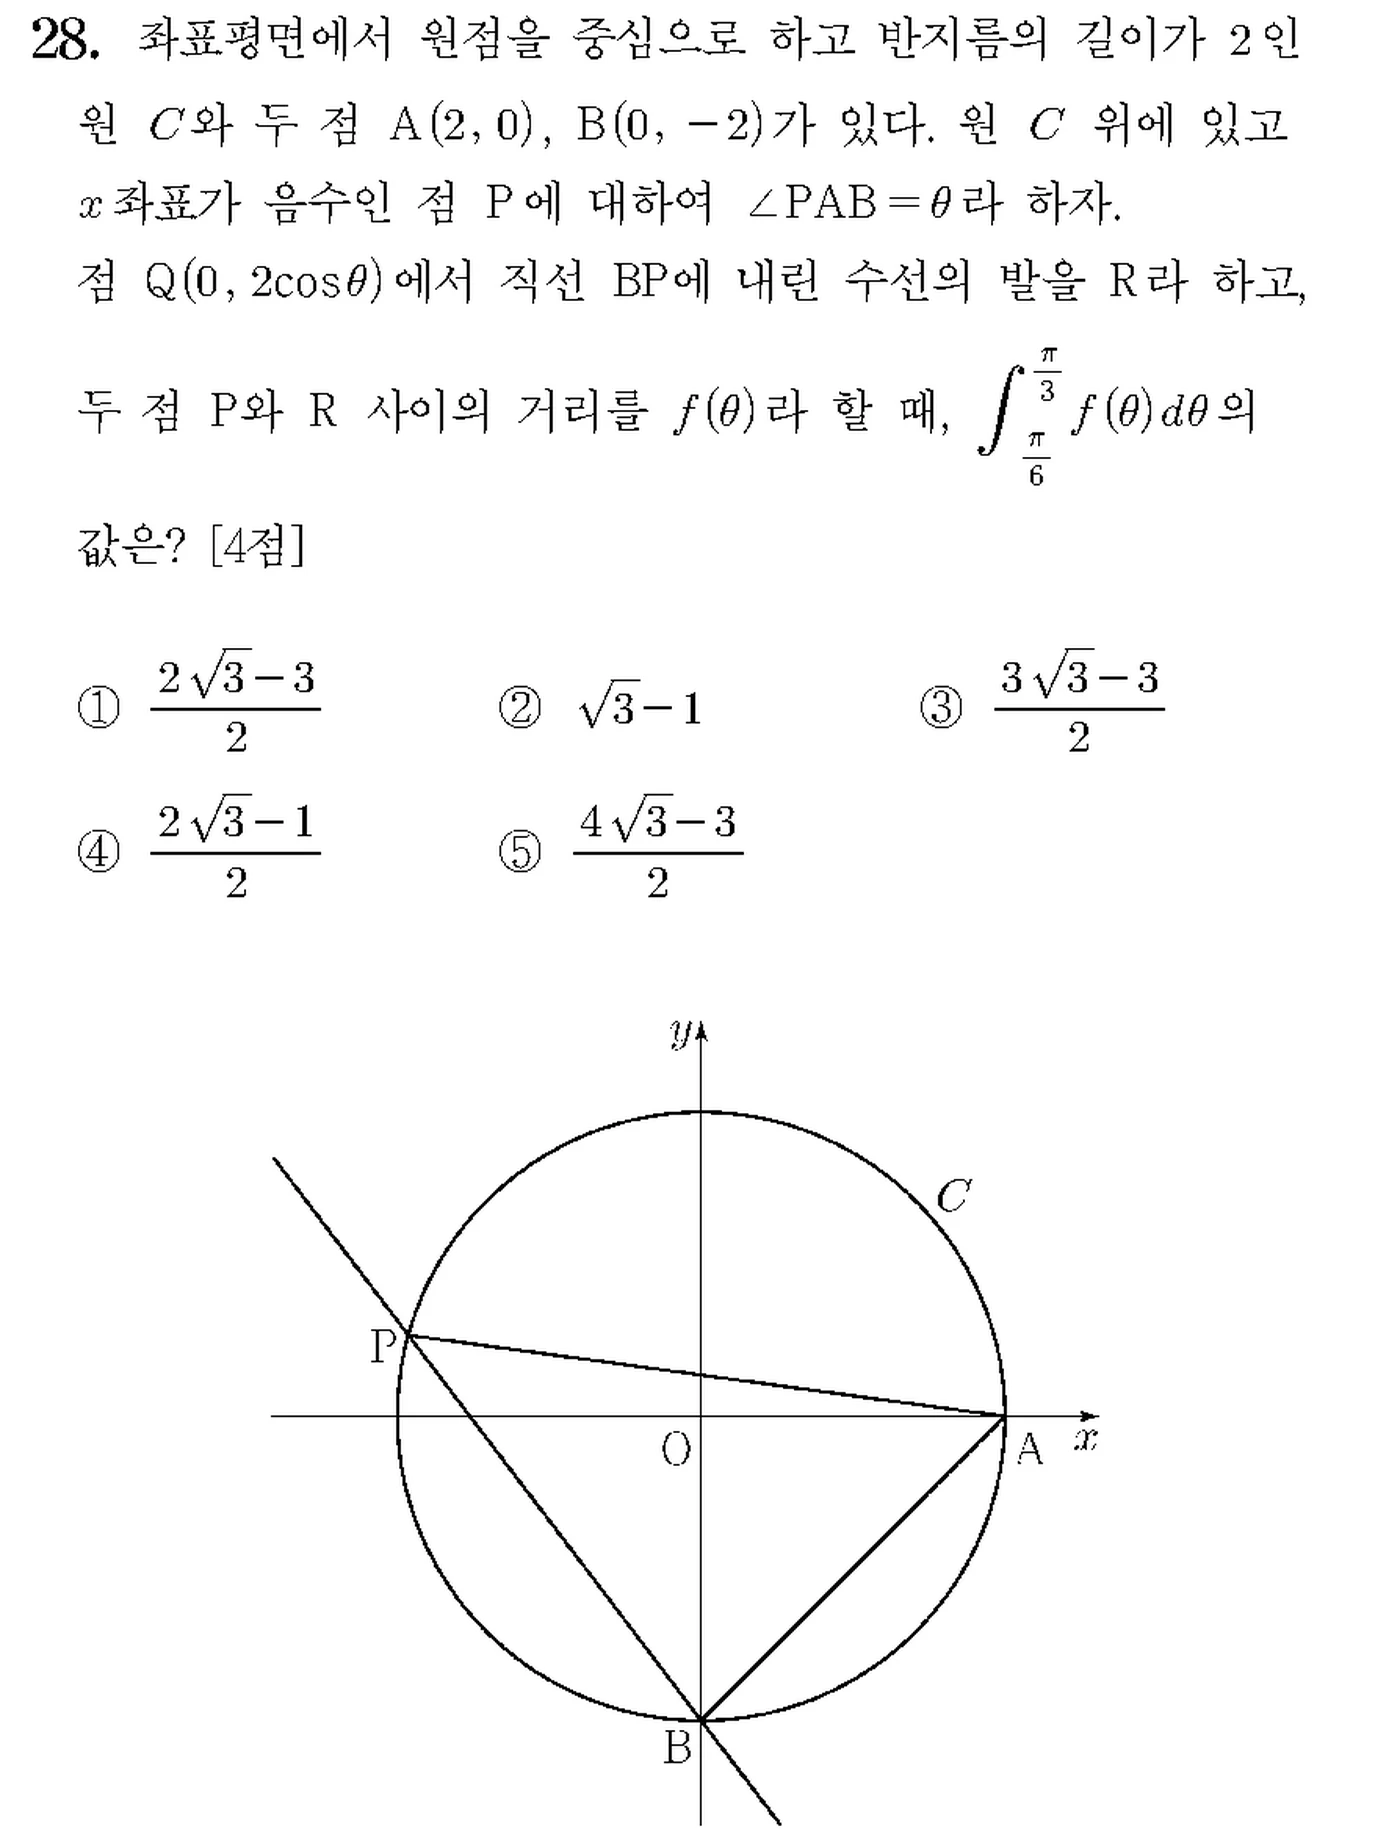 28. 좌표평면에서 원점을 중심으로 하고 반지름의 길이가 2인
원 C와 두 점 A(2, 0), B(0, −2)가 있다. 원 C 위에 있고
x좌표가 음수인 점 P에 대하여 ∠PAB=θ라 하자.
점 Q(0, 2cosθ)에서 직선 BP에 내린 수선의 발을 R라 하고,
두 점 P와 R 사이의 거리를 f(θ)라 할 때, ∫_{π/6}^{π/3} f(θ)dθ의
값은? [4점]
① (2√3−3)/2 ② √3−1 ③ (3√3−3)/2
④ (2√3−1)/2 ⑤ (4√3−3)/2
y
C
P
O A x
B